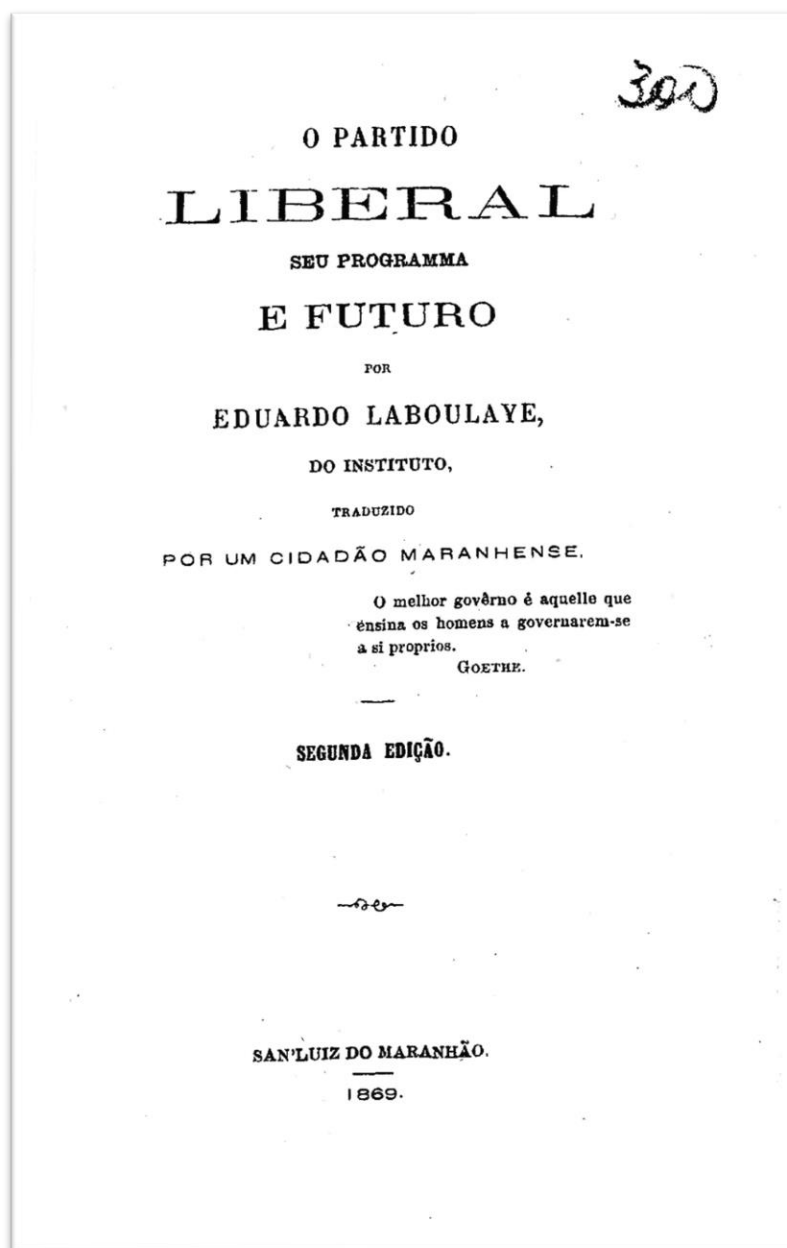 300
O PARTIDO
LIBERAL
SEU PROGRAMMA
E FUTURO
POR
EDUARDO LABOULAYE,
DO INSTITUTO,
TRADUZIDO
POR UM CIDADÃO MARANHENSE.
O melhor govêrno é aquelle que
ensina os homens a governarem-se
a si proprios.
GOETHE.
SEGUNDA EDIÇÃO.
SAN'LUIZ DO MARANHÃO.
1869.